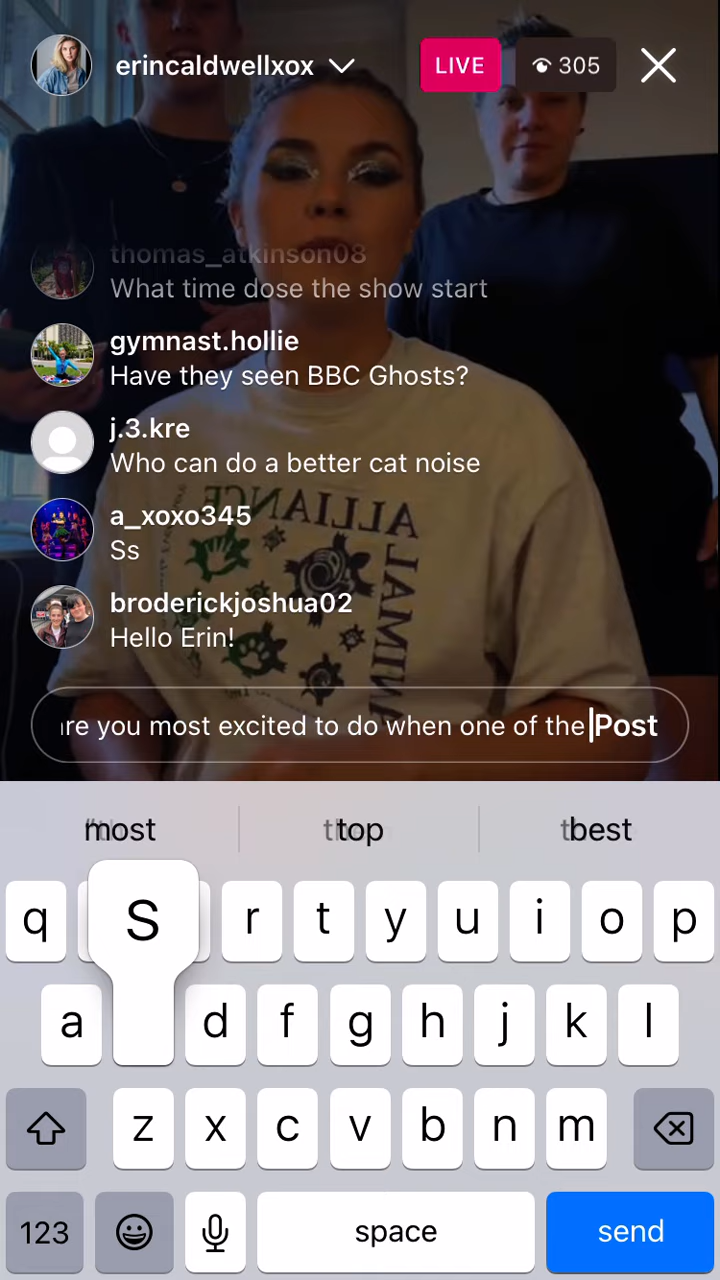 erincaldwellxox
LIVE
305
thomas_atkinson08
What time dose the show start
gymnast.hollie
Have they seen BBC Ghosts?
j.3.kre
Who can do a better cat noise
a_xoxo345
Ss
broderickjoshua02
Hello Erin!
ALLIANCE
are you most excited to do when one of the Post
most top best
q S r t y u i o p
a d f g h j k l
z x c v b n m
123 space send